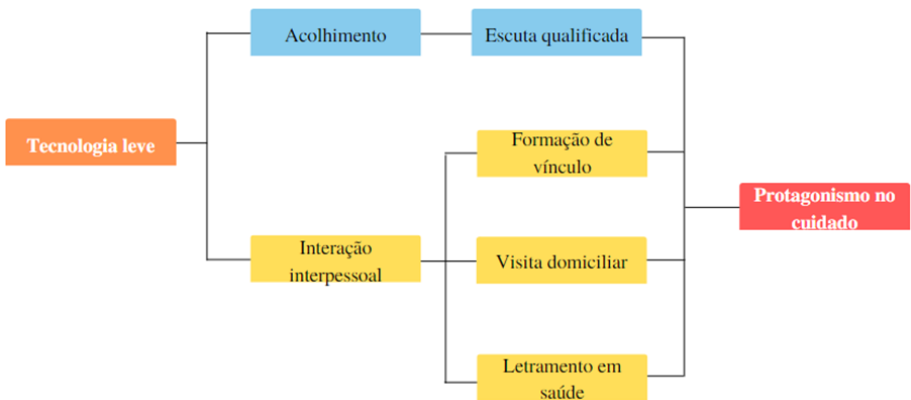 Acolhimento
Escuta qualificada
Tecnologia leve
Formação de
vínculo
Protagonismo no
cuidado
Interação
interpessoal
Visita domiciliar
Letramento em
saúde